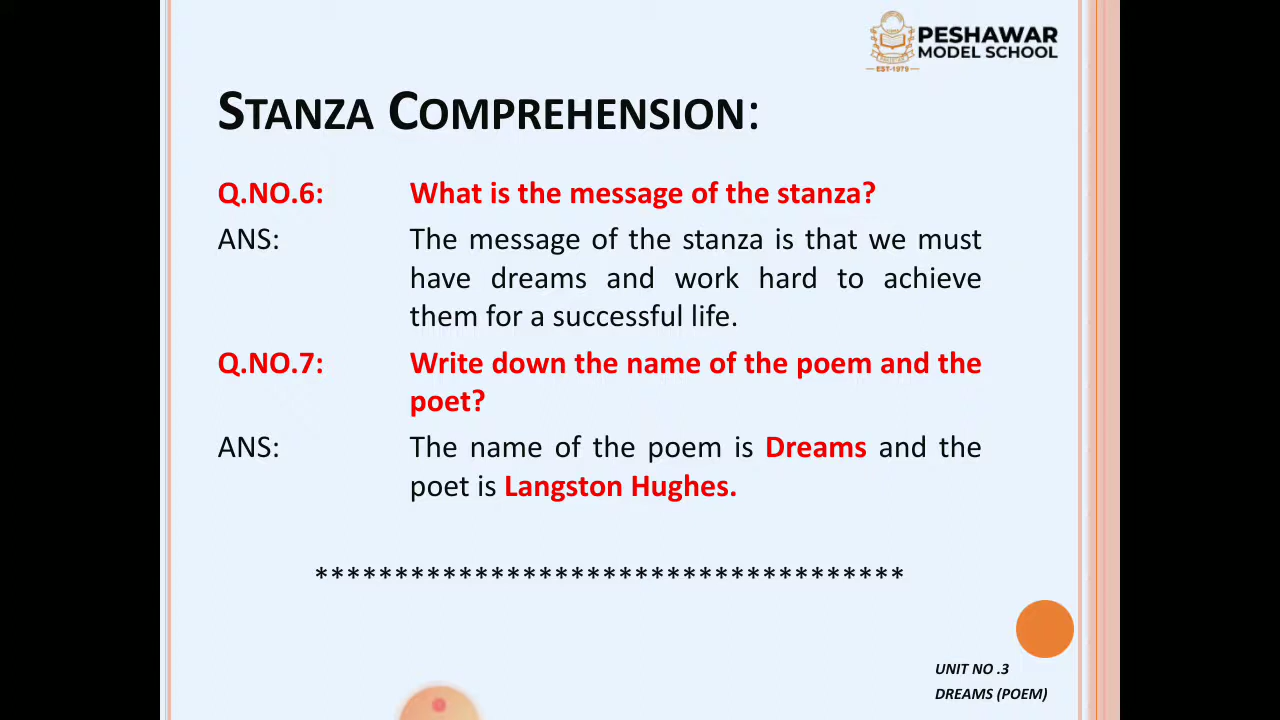 PESHAWAR
MODEL SCHOOL
EST-1979
STANZA COMPREHENSION:
Q.NO.6: What is the message of the stanza?
ANS: The message of the stanza is that we must
have dreams and work hard to achieve
them for a successful life.
Q.NO.7: Write down the name of the poem and the
poet?
ANS: The name of the poem is Dreams and the
poet is Langston Hughes.
*************************************
UNIT NO .3
DREAMS (POEM)